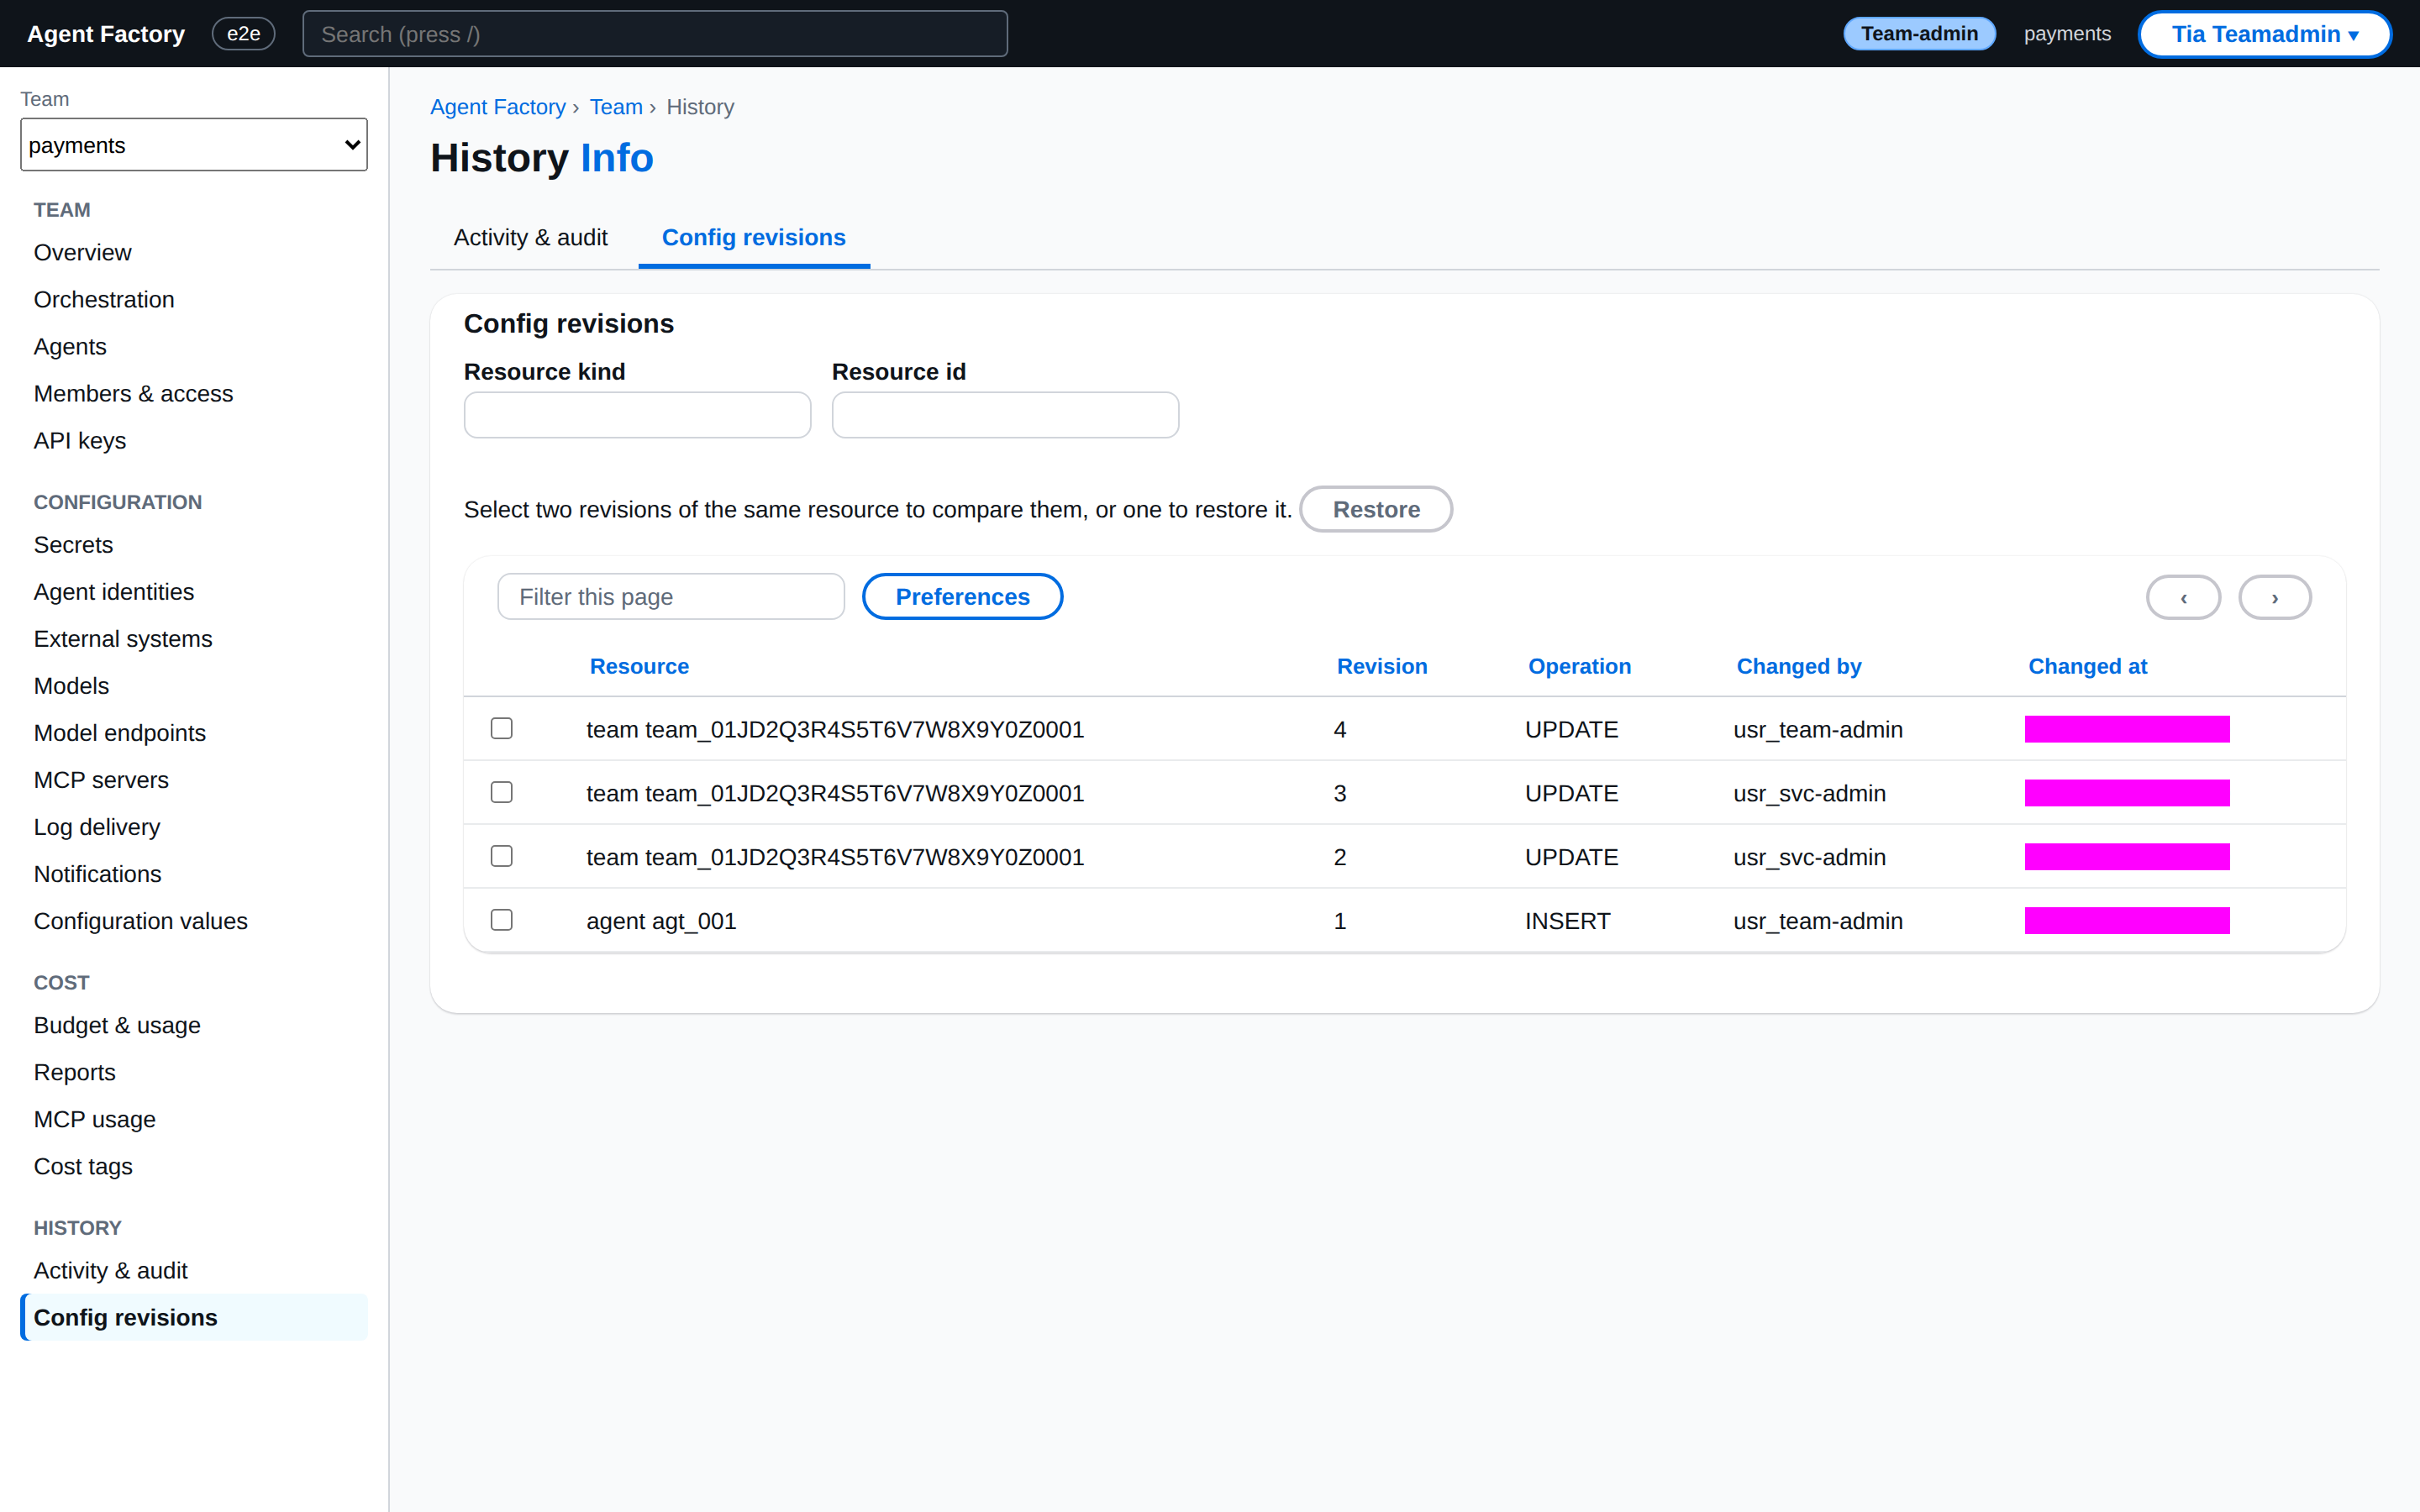 Agent Factory e2e Search (press /) Team-admin payments Tia Teamadmin ▾
Team
payments
TEAM
Overview
Orchestration
Agents
Members & access
API keys
CONFIGURATION
Secrets
Agent identities
External systems
Models
Model endpoints
MCP servers
Log delivery
Notifications
Configuration values
COST
Budget & usage
Reports
MCP usage
Cost tags
HISTORY
Activity & audit
Config revisions
Agent Factory › Team › History
History Info
Activity & audit Config revisions
Config revisions
Resource kind Resource id
Select two revisions of the same resource to compare them, or one to restore it. Restore
Filter this page Preferences ‹ ›
Resource Revision Operation Changed by Changed at
team team_01JD2Q3R4S5T6V7W8X9Y0Z0001 4 UPDATE usr_team-admin
team team_01JD2Q3R4S5T6V7W8X9Y0Z0001 3 UPDATE usr_svc-admin
team team_01JD2Q3R4S5T6V7W8X9Y0Z0001 2 UPDATE usr_svc-admin
agent agt_001 1 INSERT usr_team-admin